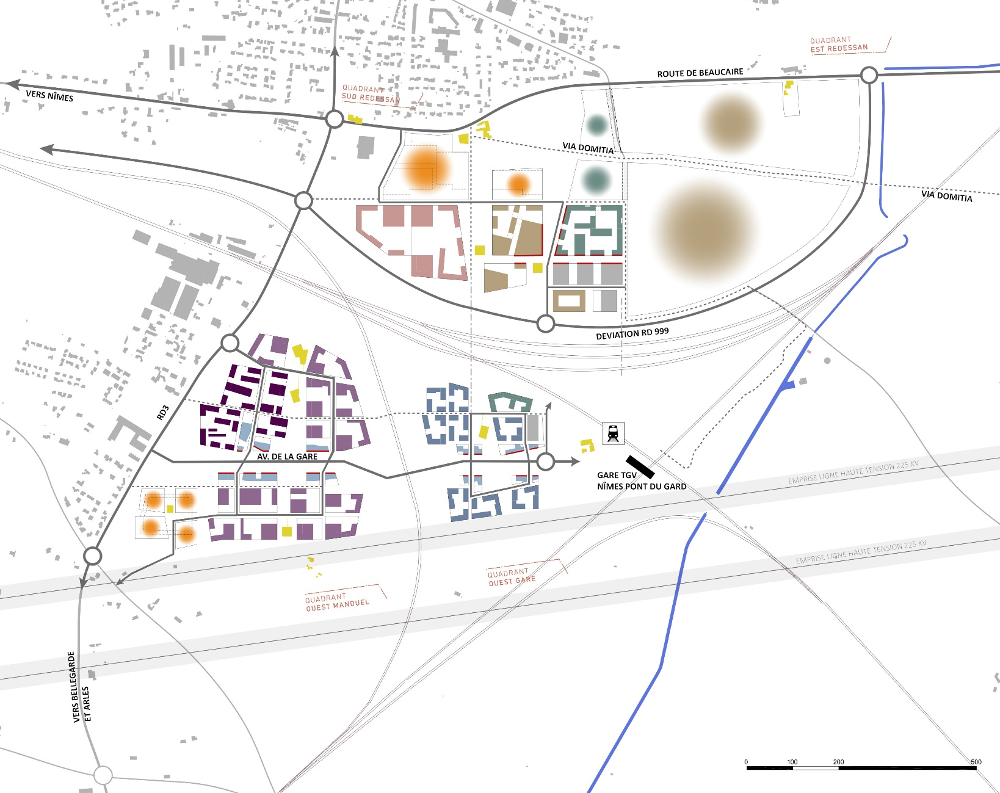 QUADRANT
EST REDESSAN
ROUTE DE BEAUCAIRE
VERS NÎMES
QUADRANT
SUD REDESSAN
VIA DOMITIA
VIA DOMITIA
DEVIATION RD 999
RD3
AV. DE LA GARE
GARE TGV
NÎMES PONT DU GARD
EMPRISE LIGNE HAUTE TENSION 225 KV
EMPRISE LIGNE HAUTE TENSION 225 KV
QUADRANT
OUEST GARE
QUADRANT
OUEST MANDUEL
VERS BELLEGARDE
ET ARLES
0 100 200 500